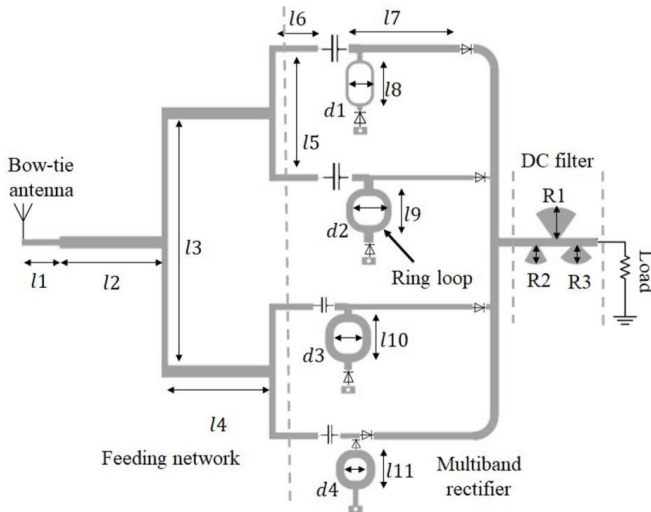 l6
l7
l8
d1
l5
Bow-tie
antenna
DC filter
R1
l9
d2
l3
Ring loop
l1
l2
R2
R3
Load
l10
d3
l4
Feeding network
d4
l11
Multiband
rectifier